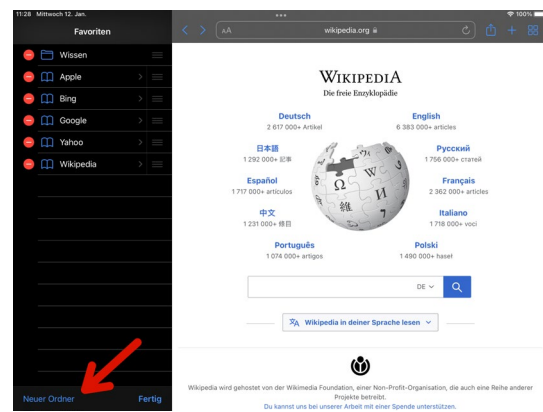 11:28 Mittwoch 12. Jan.
100%
Favoriten
Wissen
Apple
Bing
Google
Yahoo
Wikipedia
Neuer Ordner
Fertig
AA
wikipedia.org
WIKIPEDIA
Die freie Enzyklopädie
Deutsch
2 617 000+ Artikel
English
6 383 000+ articles
日本語
1 292 000+ 記事
Русский
1 756 000+ статей
Español
1 717 000+ artículos
Français
2 362 000+ articles
中文
1 231 000+ 條目
Italiano
1 718 000+ voci
Português
1 074 000+ artigos
Polski
1 490 000+ haseł
Ω
W
И
維
7
DE
Wikipedia in deiner Sprache lesen
Wikipedia wird gehostet von der Wikimedia Foundation, einer Non-Profit-Organisation, die auch eine Reihe anderer
Projekte betreibt.
Du kannst uns bei unserer Arbeit mit einer Spende unterstützen.